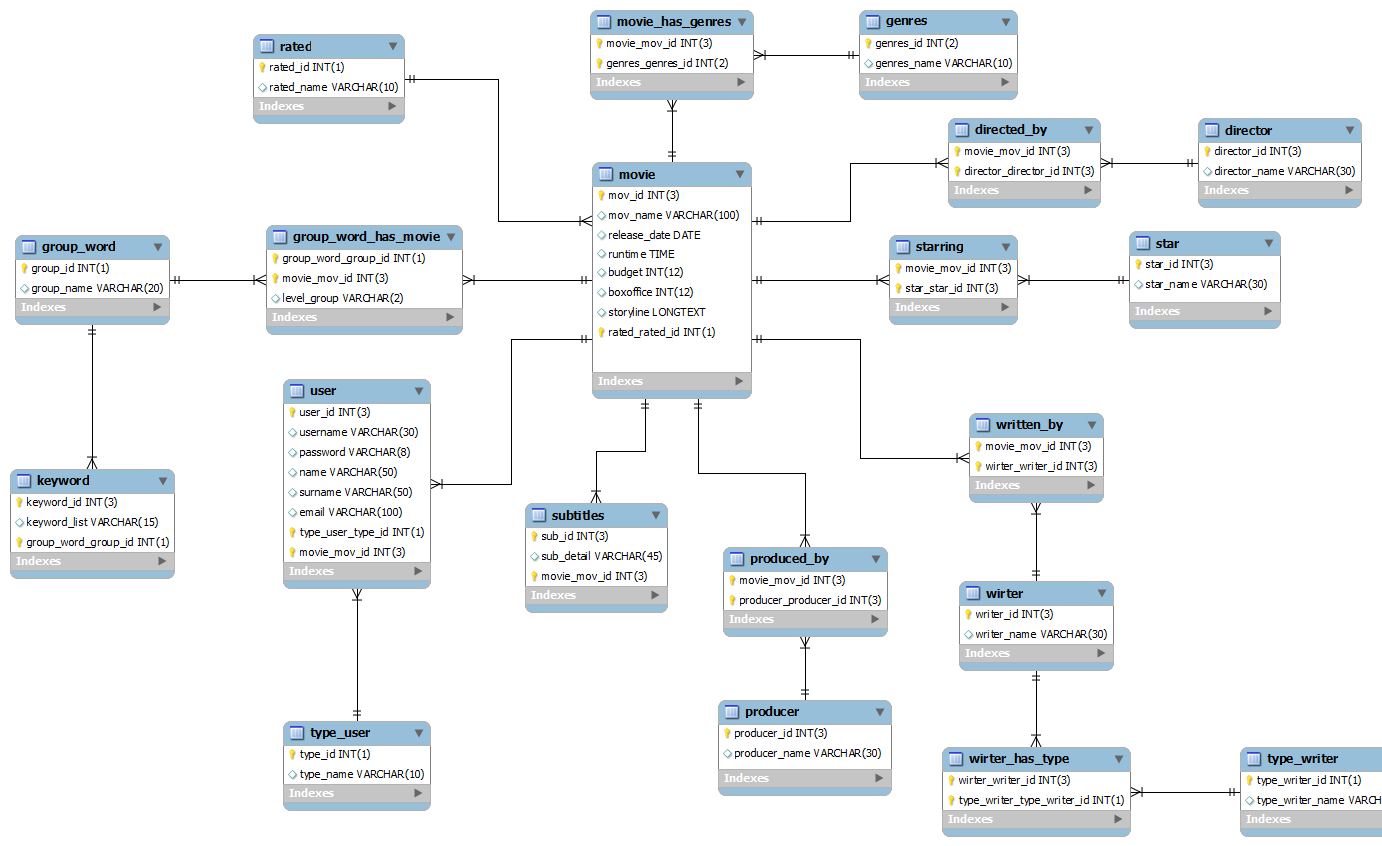 rated
rated_id INT(1)
rated_name VARCHAR(10)
Indexes
movie_has_genres
movie_mov_id INT(3)
genres_genres_id INT(2)
Indexes
genres
genres_id INT(2)
genres_name VARCHAR(10)
Indexes
directed_by
movie_mov_id INT(3)
director_director_id INT(3)
Indexes
director
director_id INT(3)
director_name VARCHAR(30)
Indexes
movie
mov_id INT(3)
mov_name VARCHAR(100)
release_date DATE
runtime TIME
budget INT(12)
boxoffice INT(12)
storyline LONGTEXT
rated_rated_id INT(1)
Indexes
group_word
group_id INT(1)
group_name VARCHAR(20)
Indexes
group_word_has_movie
group_word_group_id INT(1)
movie_mov_id INT(3)
level_group VARCHAR(2)
Indexes
starring
movie_mov_id INT(3)
star_star_id INT(3)
Indexes
star
star_id INT(3)
star_name VARCHAR(30)
Indexes
user
user_id INT(3)
username VARCHAR(30)
password VARCHAR(8)
name VARCHAR(50)
surname VARCHAR(50)
email VARCHAR(100)
type_user_type_id INT(1)
movie_mov_id INT(3)
Indexes
written_by
movie_mov_id INT(3)
wirter_writer_id INT(3)
Indexes
keyword
keyword_id INT(3)
keyword_list VARCHAR(15)
group_word_group_id INT(1)
Indexes
subtitles
sub_id INT(3)
sub_detail VARCHAR(45)
movie_mov_id INT(3)
Indexes
produced_by
movie_mov_id INT(3)
producer_producer_id INT(3)
Indexes
wirter
writer_id INT(3)
writer_name VARCHAR(30)
Indexes
type_user
type_id INT(1)
type_name VARCHAR(10)
Indexes
producer
producer_id INT(3)
producer_name VARCHAR(30)
Indexes
wirter_has_type
wirter_writer_id INT(3)
type_writer_type_writer_id INT(1)
Indexes
type_writer
type_writer_id INT(1)
type_writer_name VARCH
Indexes